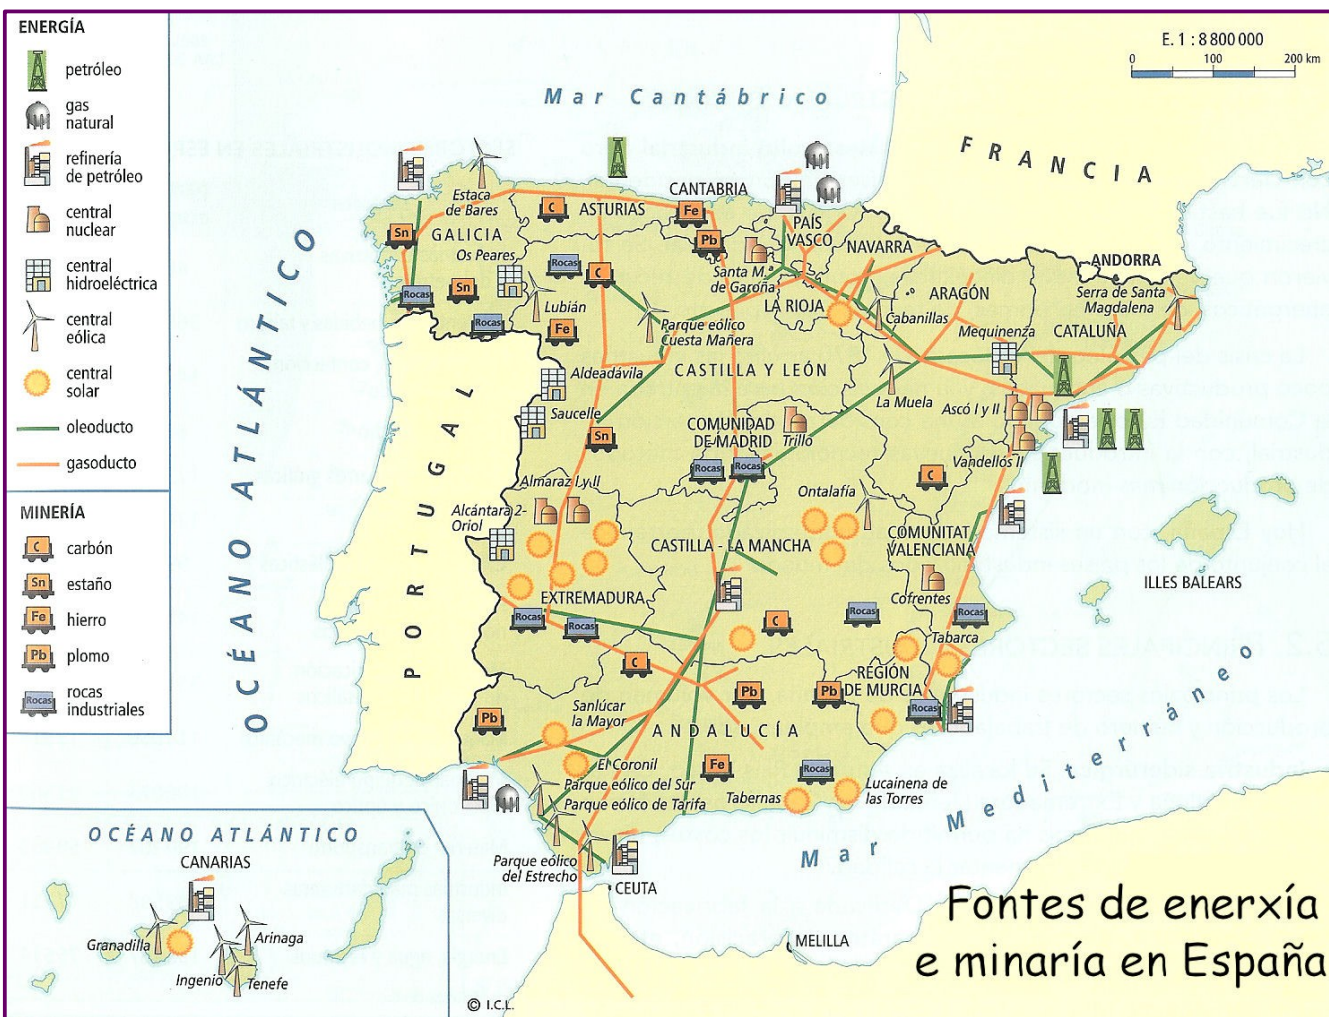 ENERGÍA
petróleo
gas
natural
refinería
de petróleo
central
nuclear
central
hidroeléctrica
central
eólica
central
solar
oleoducto
gasoducto
MINERÍA
C
carbón
Sn
estaño
Fe
hierro
Pb
plomo
Rocas
rocas
industriales
E. 1 : 8 800 000
0 100 200 km
Mar Cantábrico
FRANCIA
OCÉANO ATLÁNTICO
PORTUGAL
Mar Mediterráneo
Estaca
de Bares
C
ASTURIAS
CANTABRIA
Fe
Sn
GALICIA
Pb
PAÍS
VASCO
NAVARRA
Os Peares
Rocas
C
Santa M.
de Garoña
ANDORRA
Rocas
Sn
Lubián
LA RIOJA
ARAGÓN
Serra de Santa
Magdalena
Cabanillas
Rocas
Fe
Parque eólico
Cuesta Mañera
Mequinenza
CATALUÑA
Aldeadávila
CASTILLA Y LEÓN
La Muela
Ascó I y II
Saucelle
Sn
COMUNIDAD
DE MADRID
Trillo
Vandellós II
Rocas
Rocas
C
Almaraz I y II
Ontalafía
Alcántara 2-
Oriol
CASTILLA - LA MANCHA
COMUNITAT
VALENCIANA
ILLES BALEARS
EXTREMADURA
Cofrentes
Rocas
Rocas
C
Rocas
Rocas
Tabarca
C
REGIÓN
DE MURCIA
Pb
Pb
Pb
Rocas
Sanlúcar
la Mayor
ANDALUCÍA
El Coronil
Fe
Rocas
Parque eólico del Sur
Parque eólico de Tarifa
Tabernas
Lucainena de
las Torres
Parque eólico
del Estrecho
CEUTA
MELILLA
OCÉANO ATLÁNTICO
CANARIAS
Granadilla
Arinaga
Ingenio
Tenefe
© I.C.L.
Fontes de enerxía
e minaría en España